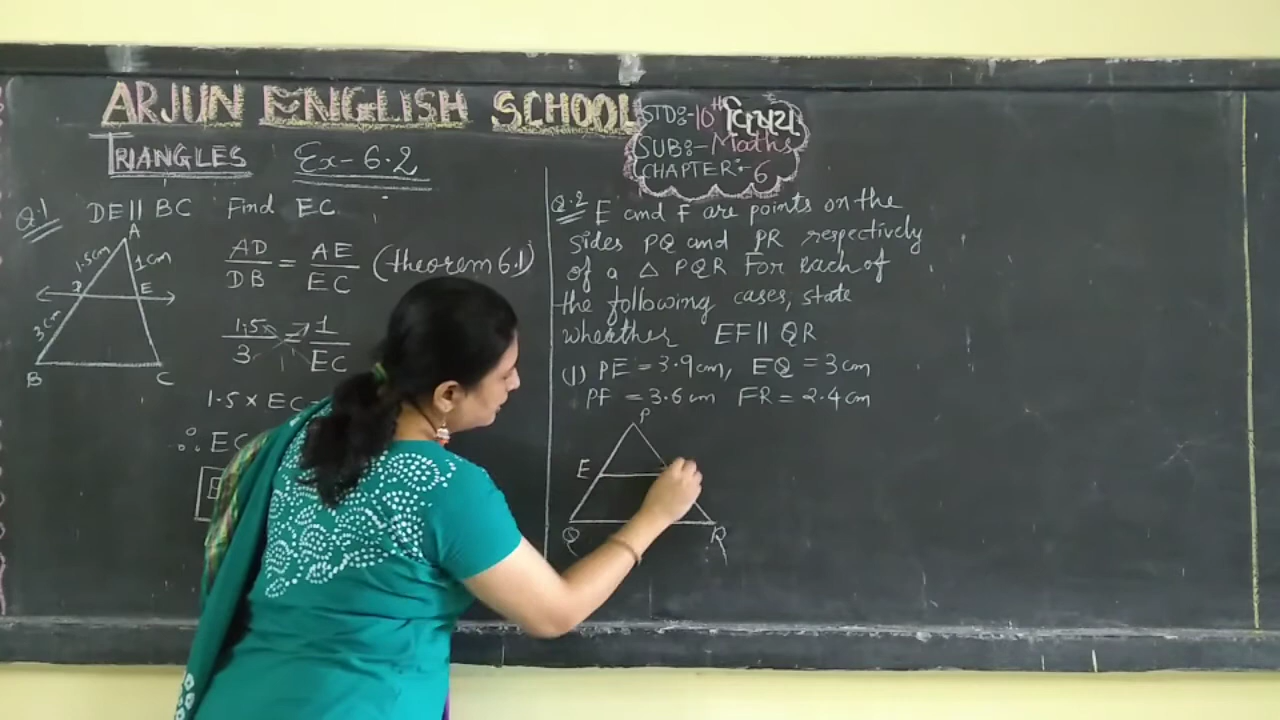 ARJUN ENGLISH SCHOOL
STD:- 10th વિષય
SUB:- Maths
CHAPTER:- 6
TRIANGLES Ex-6.2
Q.1 DE || BC Find EC
A
1.5cm 1cm
D E
3cm
B C
AD/DB = AE/EC (theorem 6.1)
1.5/3 = 1/EC
1.5 × EC
∴ EC
Q.2 E and F are points on the
sides PQ and PR respectively
of a △ PQR For each of
the following cases, state
wheather EF || QR
(1) PE = 3.9cm, EQ = 3cm
PF = 3.6cm FR = 2.4cm
P
E
Q R